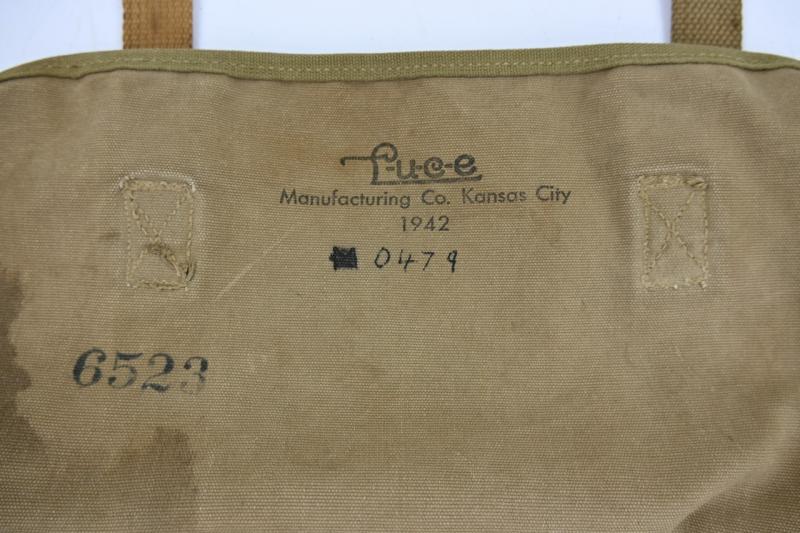 Luce
Manufacturing Co. Kansas City
1942
0479
6523